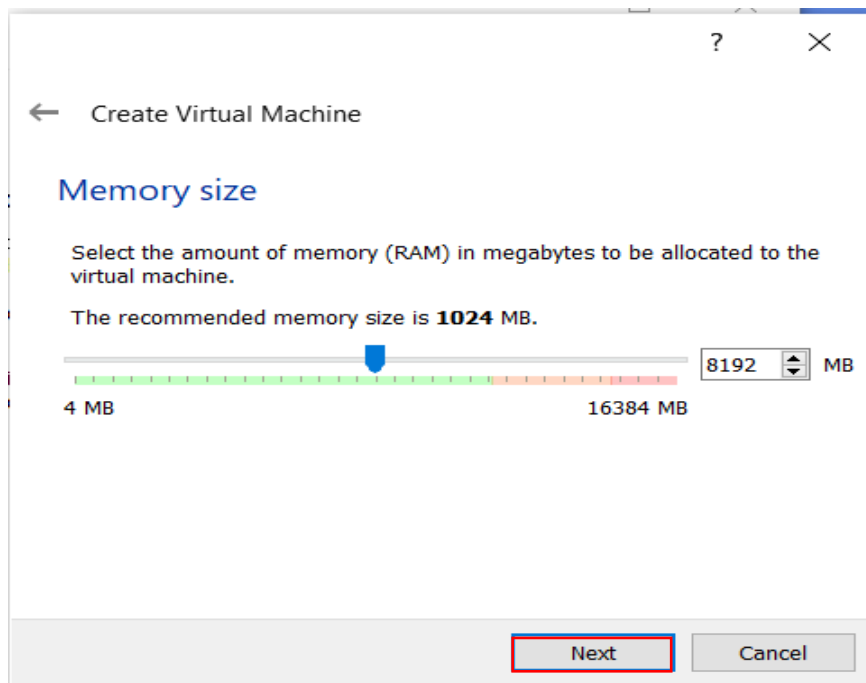 ?
← Create Virtual Machine
Memory size
Select the amount of memory (RAM) in megabytes to be allocated to the
virtual machine.
The recommended memory size is 1024 MB.
8192 MB
4 MB 16384 MB
Next Cancel